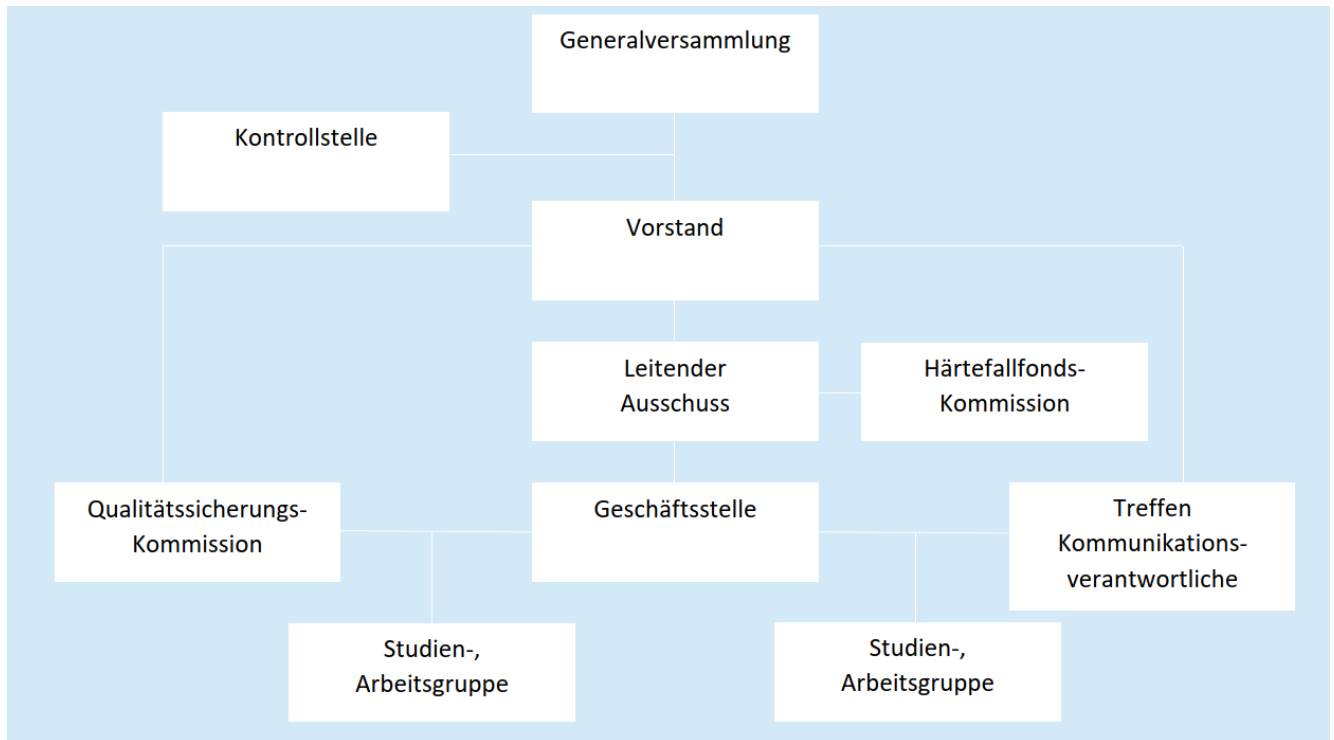 Generalversammlung
Kontrollstelle
Vorstand
Leitender
Ausschuss
Härtefallfonds-
Kommission
Qualitätssicherungs-
Kommission
Geschäftsstelle
Treffen
Kommunikations-
verantwortliche
Studien-,
Arbeitsgruppe
Studien-,
Arbeitsgruppe